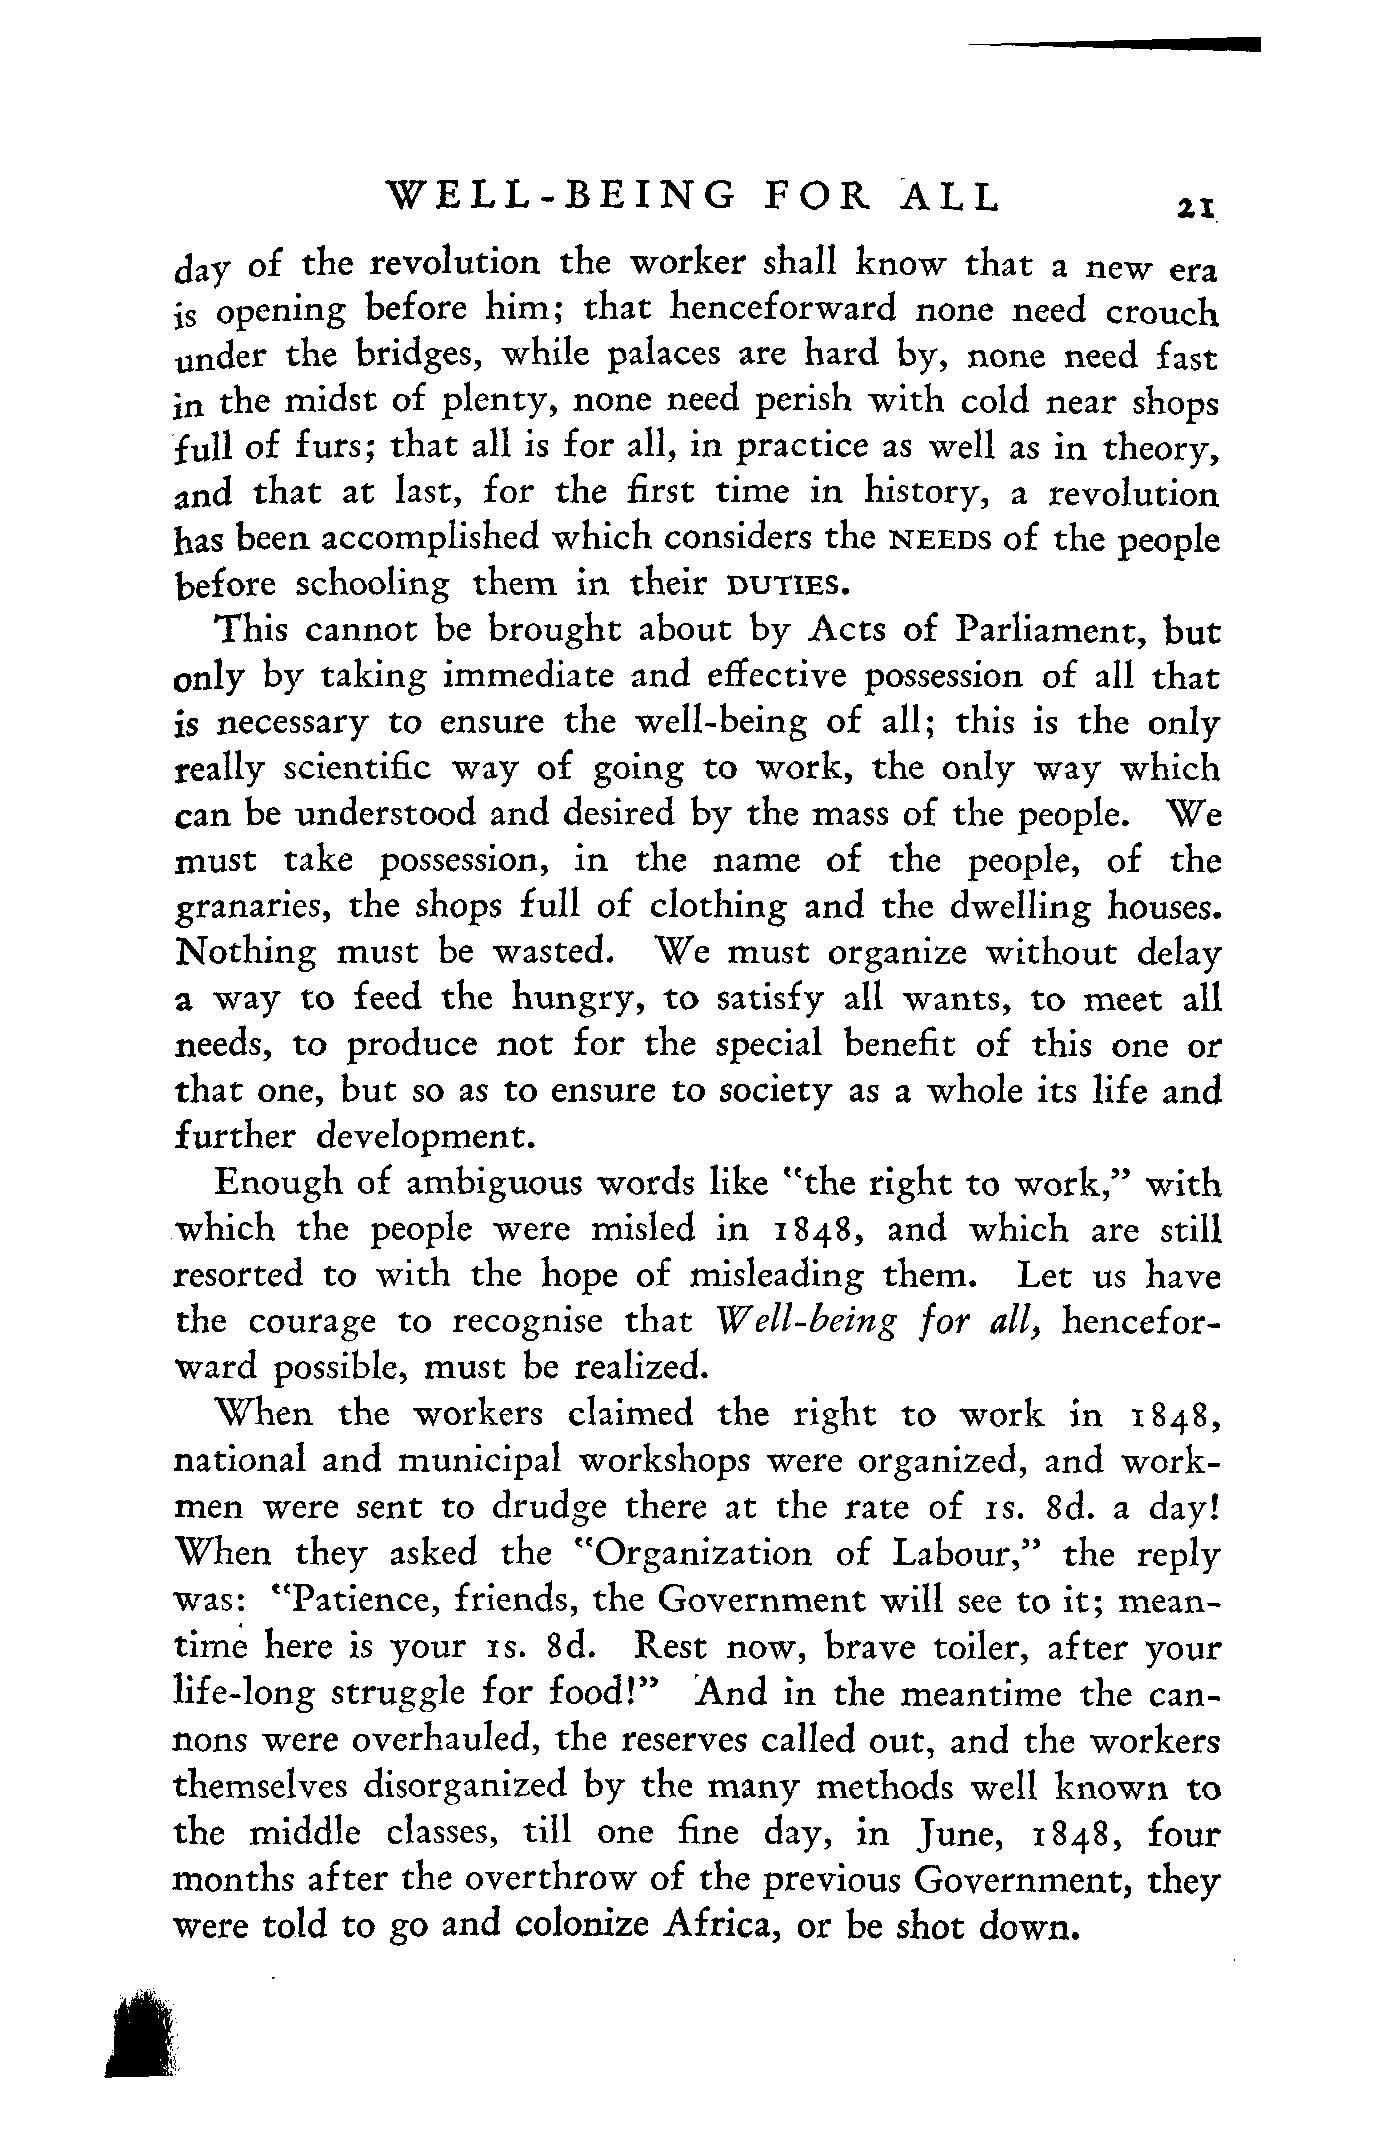 WELL-BEING FOR ALL 21
day of the revolution the worker shall know that a new era
is opening before him; that henceforward none need crouch
under the bridges, while palaces are hard by, none need fast
in the midst of plenty, none need perish with cold near shops
full of furs; that all is for all, in practice as well as in theory,
and that at last, for the first time in history, a revolution
has been accomplished which considers the NEEDS of the people
before schooling them in their DUTIES.
This cannot be brought about by Acts of Parliament, but
only by taking immediate and effective possession of all that
is necessary to ensure the well-being of all; this is the only
really scientific way of going to work, the only way which
can be understood and desired by the mass of the people. We
must take possession, in the name of the people, of the
granaries, the shops full of clothing and the dwelling houses.
Nothing must be wasted. We must organize without delay
a way to feed the hungry, to satisfy all wants, to meet all
needs, to produce not for the special benefit of this one or
that one, but so as to ensure to society as a whole its life and
further development.
Enough of ambiguous words like "the right to work," with
which the people were misled in 1848, and which are still
resorted to with the hope of misleading them. Let us have
the courage to recognise that Well-being for all, hencefor-
ward possible, must be realized.
When the workers claimed the right to work in 1848,
national and municipal workshops were organized, and work-
men were sent to drudge there at the rate of 1s. 8d. a day!
When they asked the "Organization of Labour," the reply
was: "Patience, friends, the Government will see to it; mean-
time here is your 1s. 8d. Rest now, brave toiler, after your
life-long struggle for food!" And in the meantime the can-
nons were overhauled, the reserves called out, and the workers
themselves disorganized by the many methods well known to
the middle classes, till one fine day, in June, 1848, four
months after the overthrow of the previous Government, they
were told to go and colonize Africa, or be shot down.